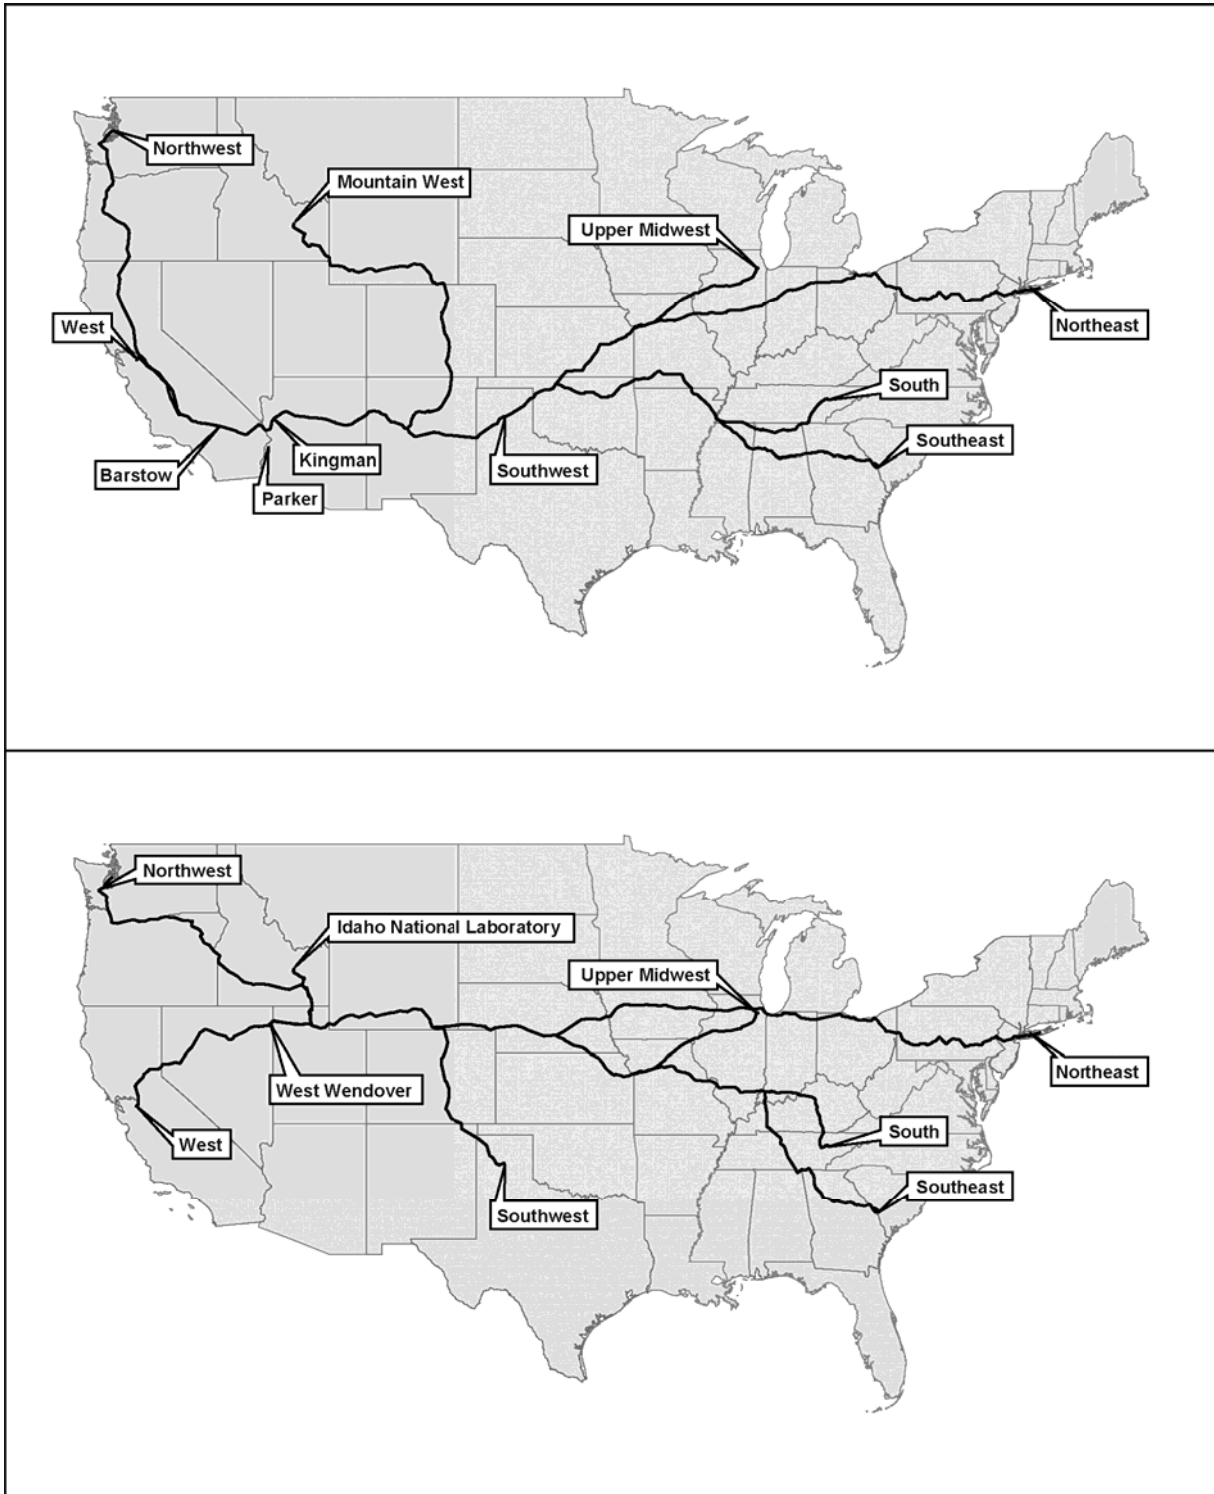 Northwest
Mountain West
Upper Midwest
West
Northeast
South
Southeast
Kingman
Southwest
Barstow
Parker
Northwest
Idaho National Laboratory
Upper Midwest
Northeast
West Wendover
South
West
Southeast
Southwest